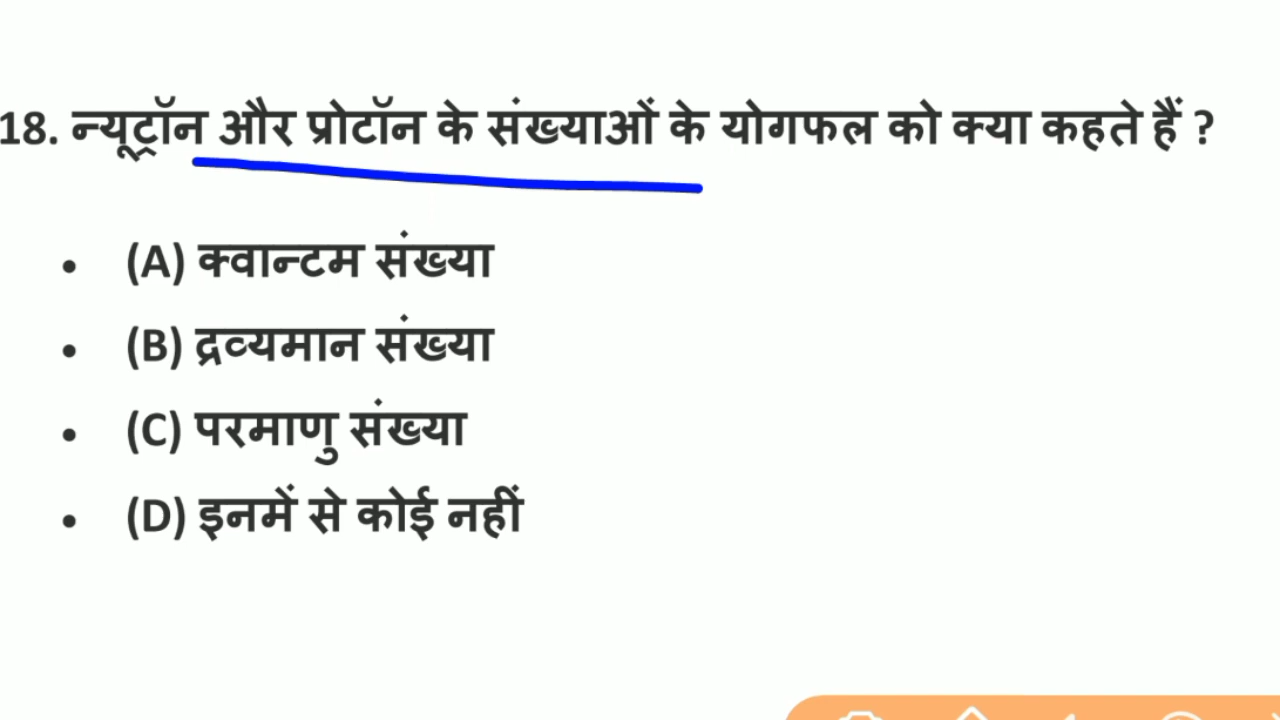 18. न्यूट्रॉन और प्रोटॉन के संख्याओं के योगफल को क्या कहते हैं ?
• (A) क्वान्टम संख्या
• (B) द्रव्यमान संख्या
• (C) परमाणु संख्या
• (D) इनमें से कोई नहीं